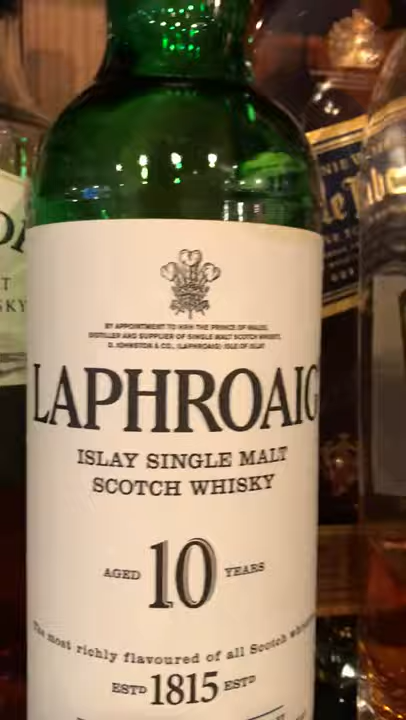 BY APPOINTMENT TO HRH THE PRINCE OF WALES,
DISTILLER AND SUPPLIER OF SINGLE MALT SCOTCH WHISKY,
D. JOHNSTON & CO., (LAPHROAIG) ISLE OF ISLAY
LAPHROAIG
ISLAY SINGLE MALT
SCOTCH WHISKY
AGED 10 YEARS
The most richly flavoured of all Scotch
ESTD 1815 ESTD